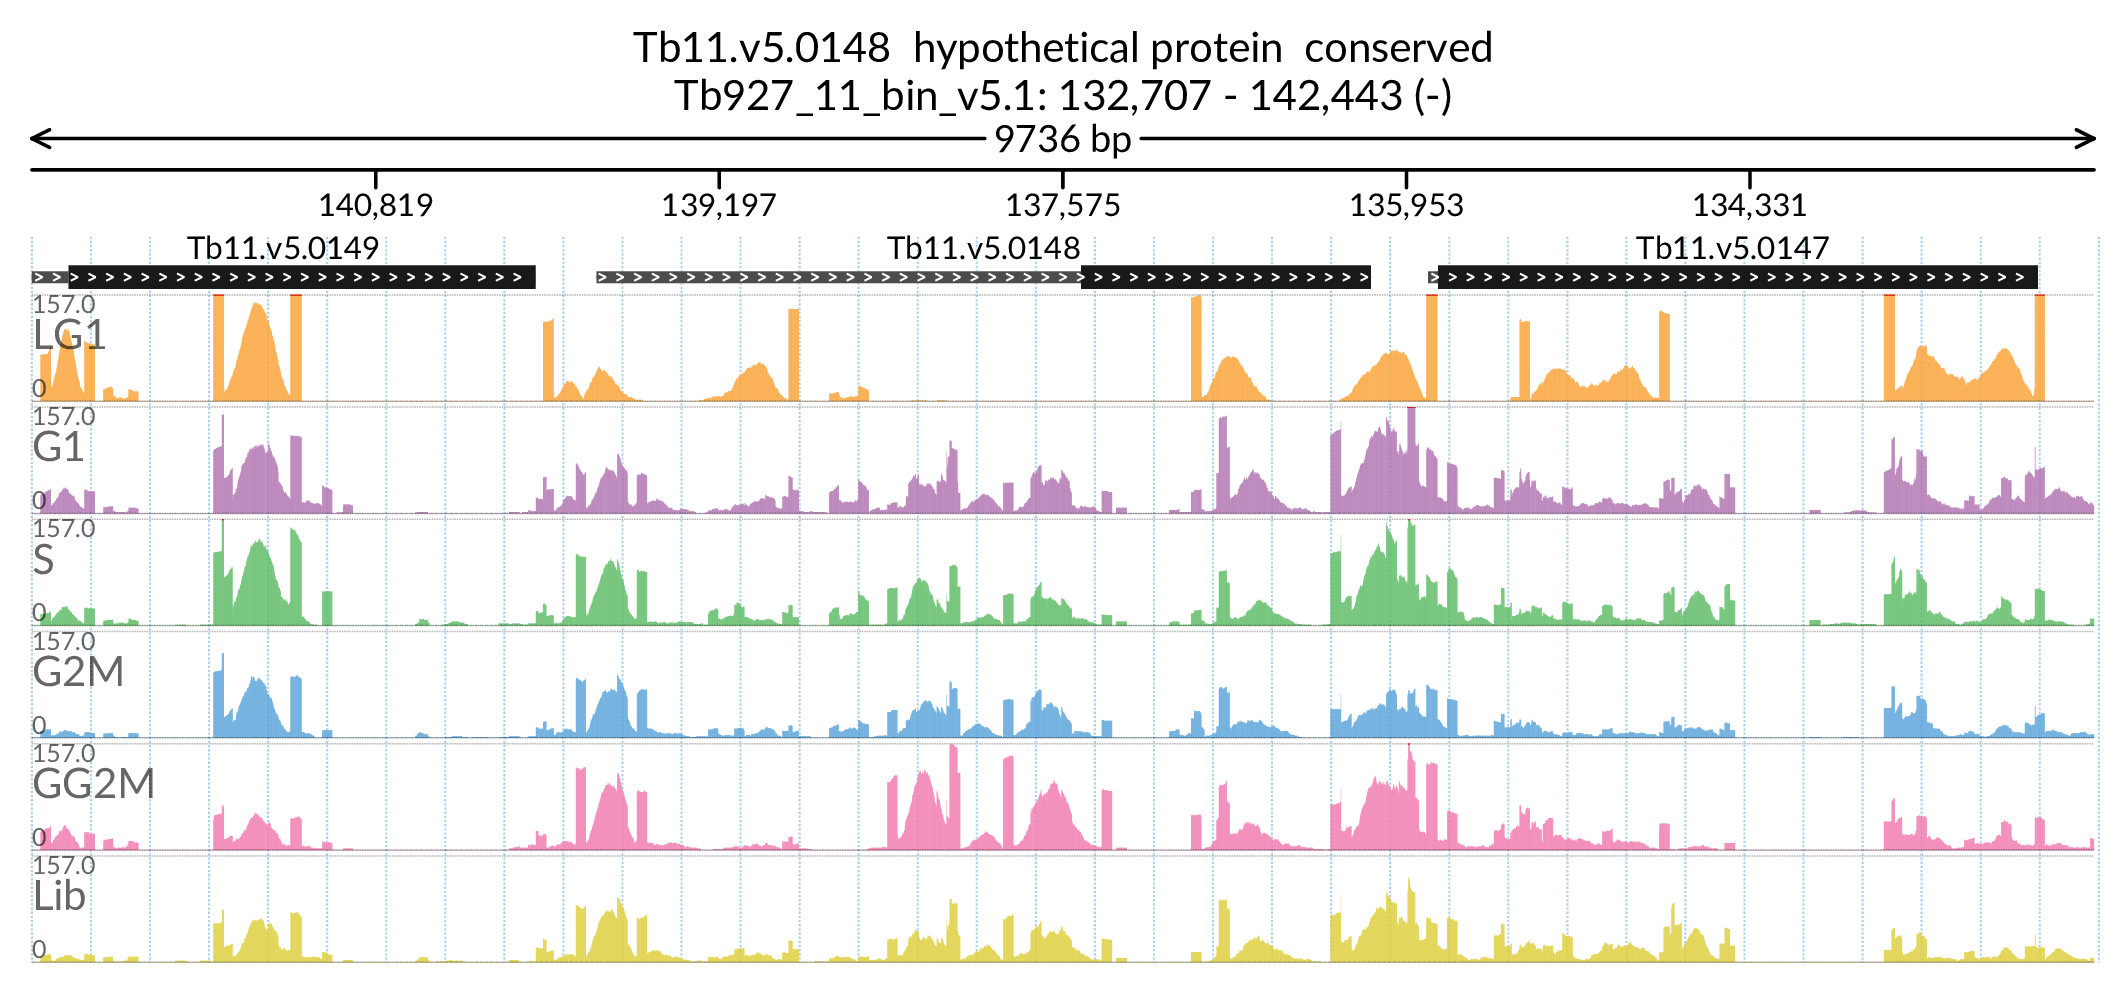 Tb11.v5.0148 hypothetical protein conserved
Tb927_11_bin_v5.1: 132,707 - 142,443 (-)
9736 bp
140,819 139,197 137,575 135,953 134,331
Tb11.v5.0149 Tb11.v5.0148 Tb11.v5.0147
157.0
LG1
0
157.0
G1
0
157.0
S
0
157.0
G2M
0
157.0
GG2M
0
157.0
Lib
0